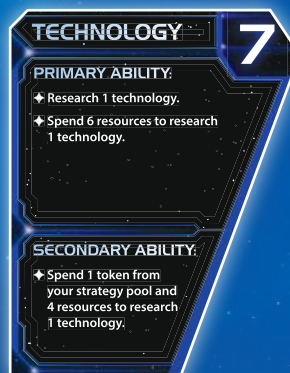 TECHNOLOGY 7
PRIMARY ABILITY:
Research 1 technology.
Spend 6 resources to research
1 technology.
SECONDARY ABILITY:
Spend 1 token from
your strategy pool and
4 resources to research
1 technology.